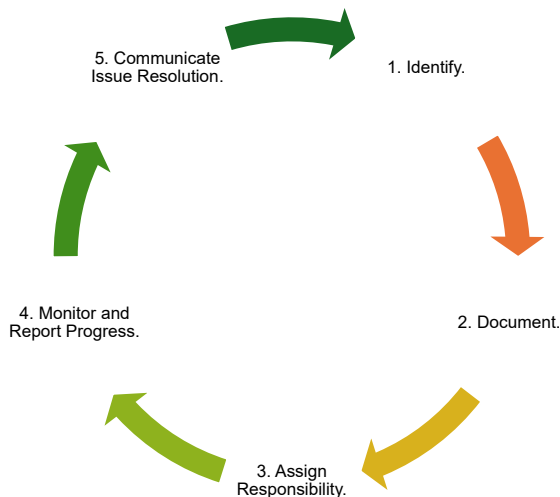 1. Identify.
2. Document.
3. Assign
Responsibility.
4. Monitor and
Report Progress.
5. Communicate
Issue Resolution.